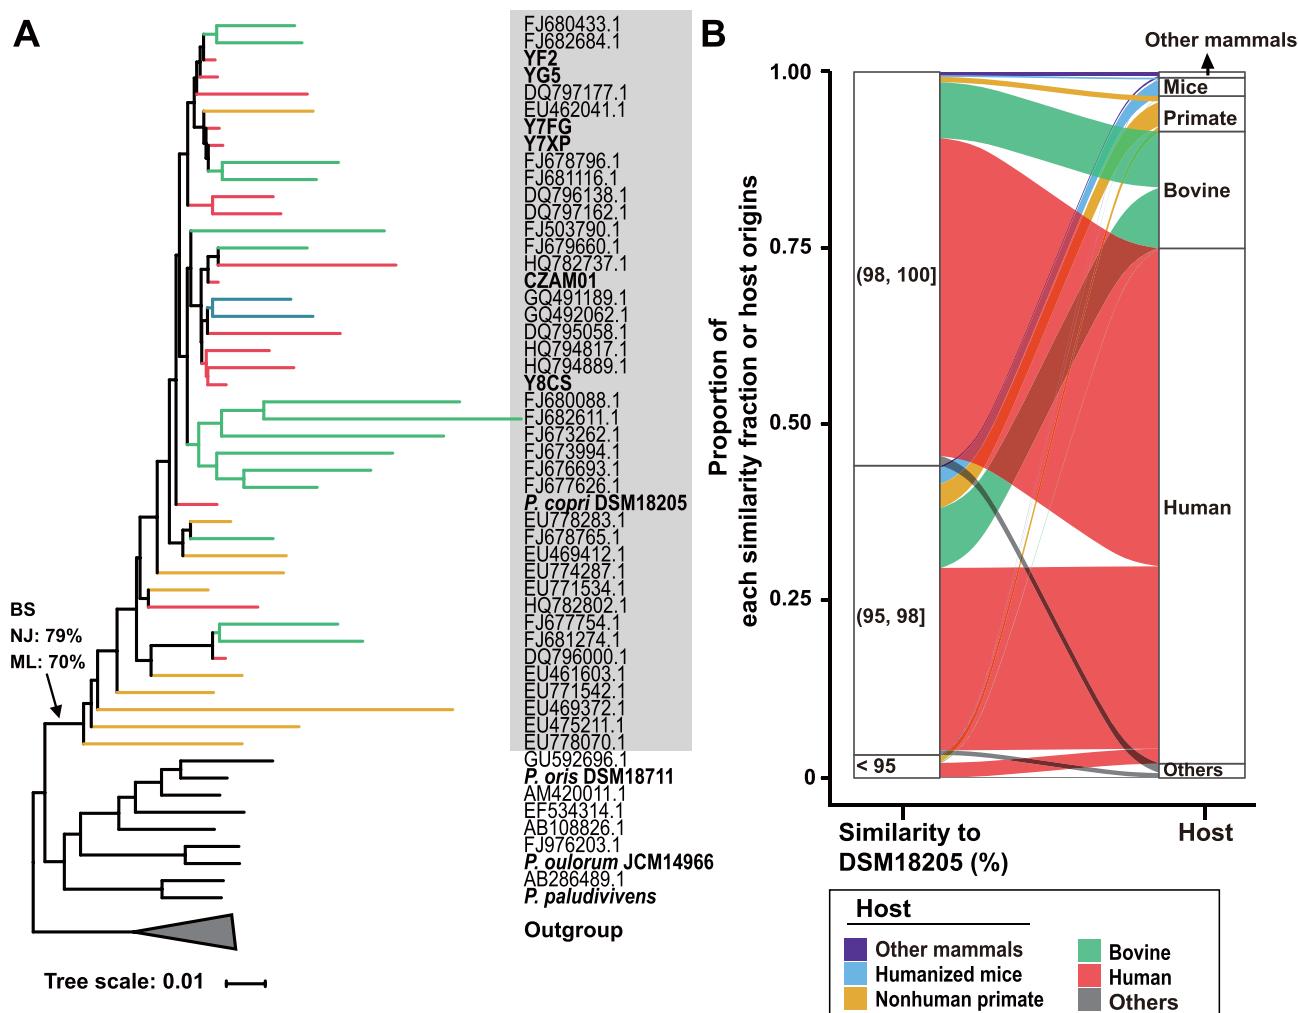 A
FJ680433.1
FJ682684.1
YF2
YG5
DQ797177.1
EU462041.1
Y7FG
Y7XP
FJ678796.1
FJ681116.1
DQ796138.1
DQ797162.1
FJ503790.1
FJ679660.1
HQ782737.1
CZAM01
GQ491189.1
GQ492062.1
DQ795058.1
HQ794817.1
HQ794889.1
Y8CS
FJ680088.1
FJ682611.1
FJ673262.1
FJ673994.1
FJ676693.1
FJ677626.1
P. copri DSM18205
EU778283.1
FJ678765.1
EU469412.1
EU774287.1
EU771534.1
HQ782802.1
FJ677754.1
FJ681274.1
DQ796000.1
EU461603.1
EU771542.1
EU469372.1
EU475211.1
EU778070.1
GU592696.1
P. oris DSM18711
AM420011.1
EF534314.1
AB108826.1
FJ976203.1
P. oulorum JCM14966
AB286489.1
P. paludivivens
Outgroup
BS
NJ: 79%
ML: 70%
Tree scale: 0.01
B
Proportion of
each similarity fraction or host origins
1.00
0.75
0.50
0.25
0
(98, 100]
(95, 98]
< 95
Other mammals
Mice
Primate
Bovine
Human
Others
Similarity to
DSM18205 (%)
Host
Host
Other mammals
Humanized mice
Nonhuman primate
Bovine
Human
Others